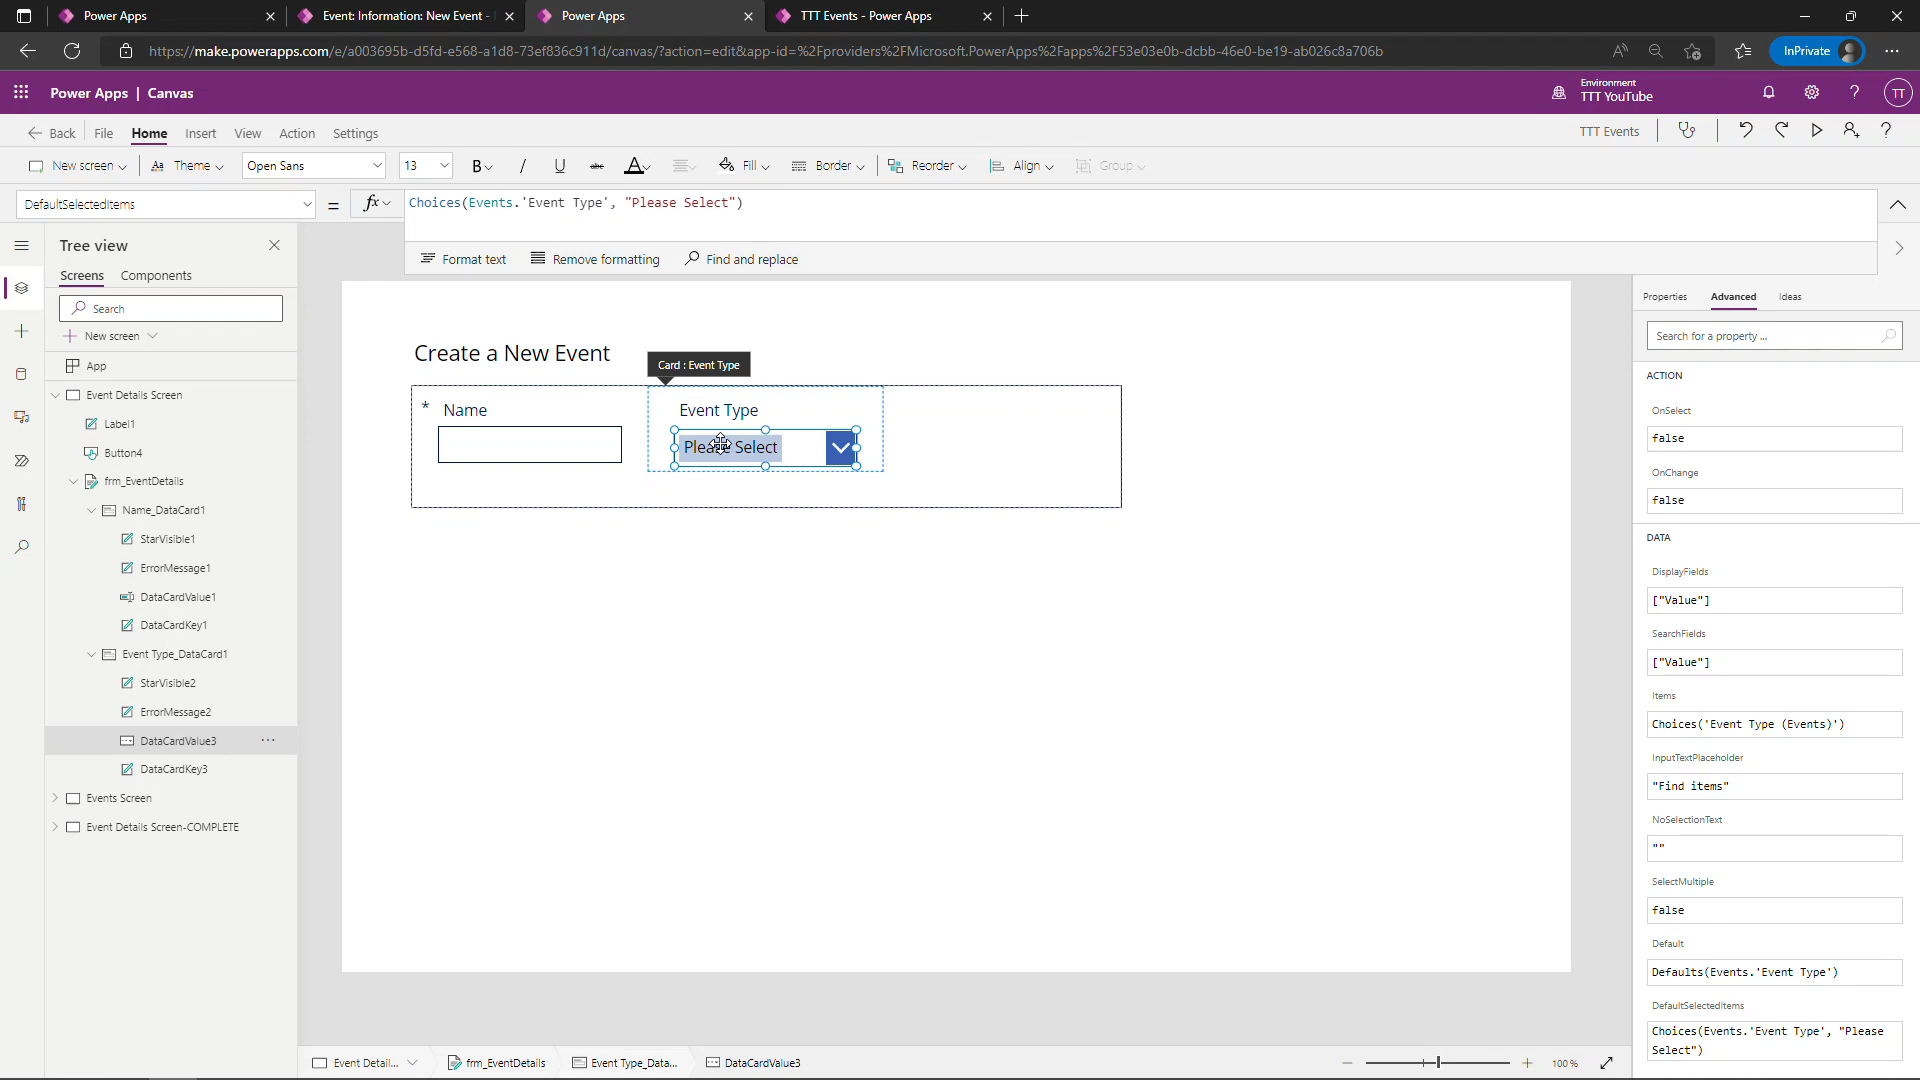 Power Apps
Event: Information: New Event -
Power Apps
TTT Events - Power Apps
https://make.powerapps.com/e/a003695b-d5fd-e568-a1d8-73ef836c911d/canvas/?action=edit&app-id=%2Fproviders%2FMicrosoft.PowerApps%2Fapps%2F53e03e0b-dcbb-46e0-be19-ab026c8a706b
InPrivate
Power Apps | Canvas
Environment
TTT YouTube
TT
Back
File
Home
Insert
View
Action
Settings
TTT Events
New screen
Theme
Open Sans
13
B
I
U
abc
A
Fill
Border
Reorder
Align
Group
DefaultSelectedItems
=
fx
Choices(Events.'Event Type', "Please Select")
Format text
Remove formatting
Find and replace
Tree view
Screens
Components
Search
New screen
App
Event Details Screen
Label1
Button4
frm_EventDetails
Name_DataCard1
StarVisible1
ErrorMessage1
DataCardValue1
DataCardKey1
Event Type_DataCard1
StarVisible2
ErrorMessage2
DataCardValue3
DataCardKey3
Events Screen
Event Details Screen-COMPLETE
Create a New Event
Card : Event Type
* Name
Event Type
Please Select
Properties
Advanced
Ideas
Search for a property ...
ACTION
OnSelect
false
OnChange
false
DATA
DisplayFields
["Value"]
SearchFields
["Value"]
Items
Choices('Event Type (Events)')
InputTextPlaceholder
"Find items"
NoSelectionText
""
SelectMultiple
false
Default
Defaults(Events.'Event Type')
DefaultSelectedItems
Choices(Events.'Event Type', "Please
Select")
Event Detail...
frm_EventDetails
Event Type_Data...
DataCardValue3
100 %